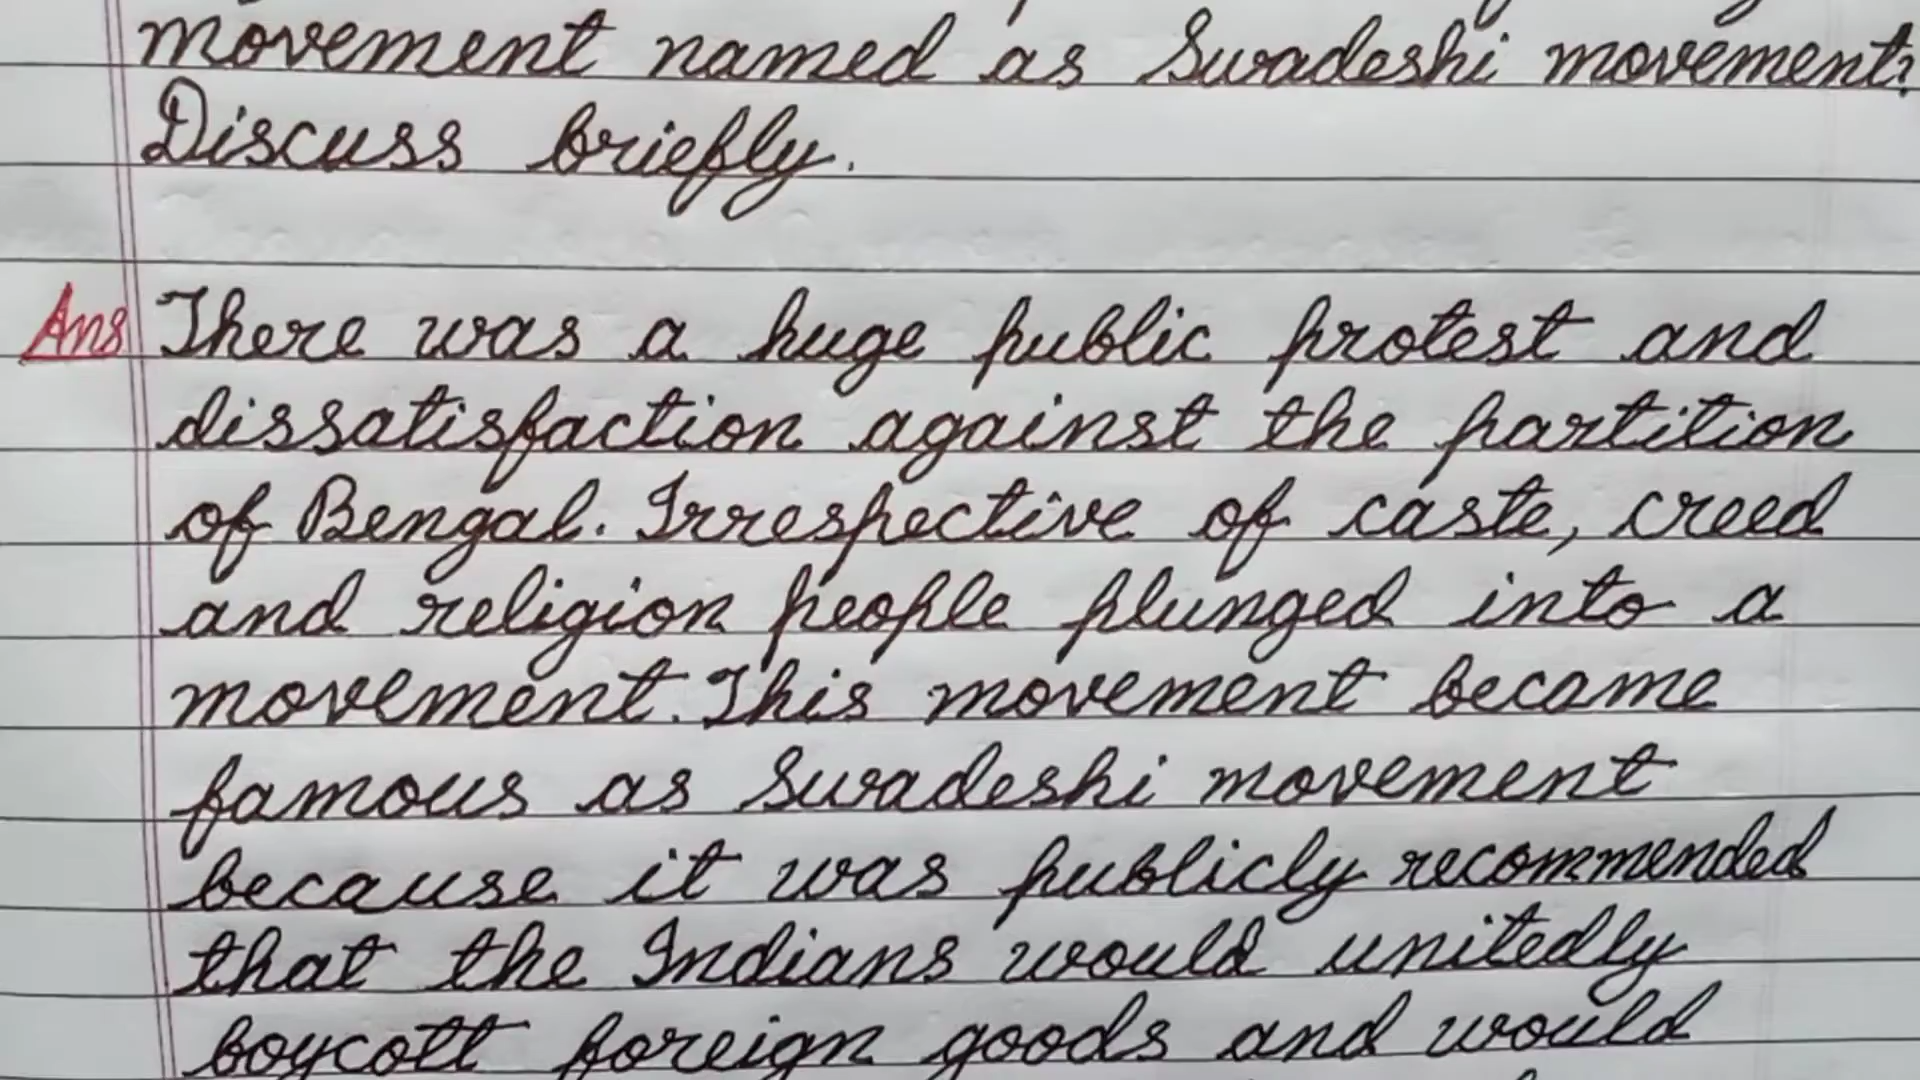 movement named as Swadeshi movement?
Discuss briefly.
Ans There was a huge public protest and
dissatisfaction against the partition
of Bengal. Irrespective of caste, creed
and religion people plunged into a
movement. This movement became
famous as Swadeshi movement
because it was publicly recommended
that the Indians would unitedly
boycott foreign goods and would